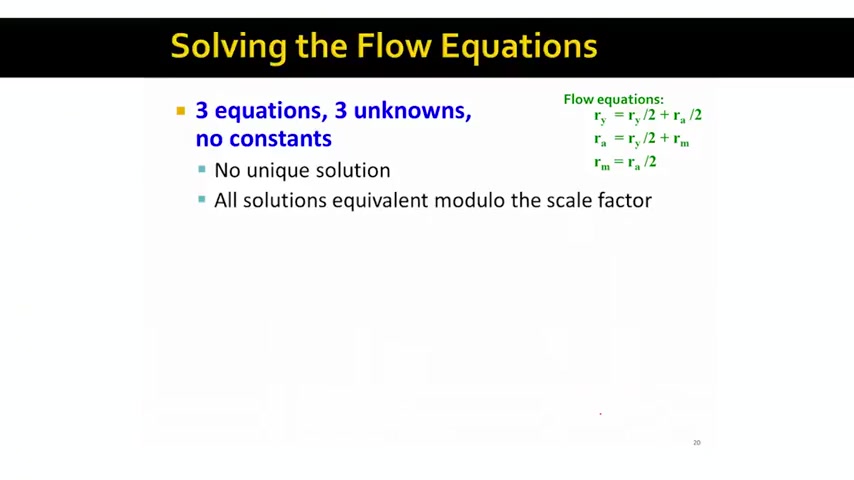 Solving the Flow Equations
3 equations, 3 unknowns,
no constants
No unique solution
All solutions equivalent modulo the scale factor
Flow equations:
r_y = r_y /2 + r_a /2
r_a = r_y /2 + r_m
r_m = r_a /2
20